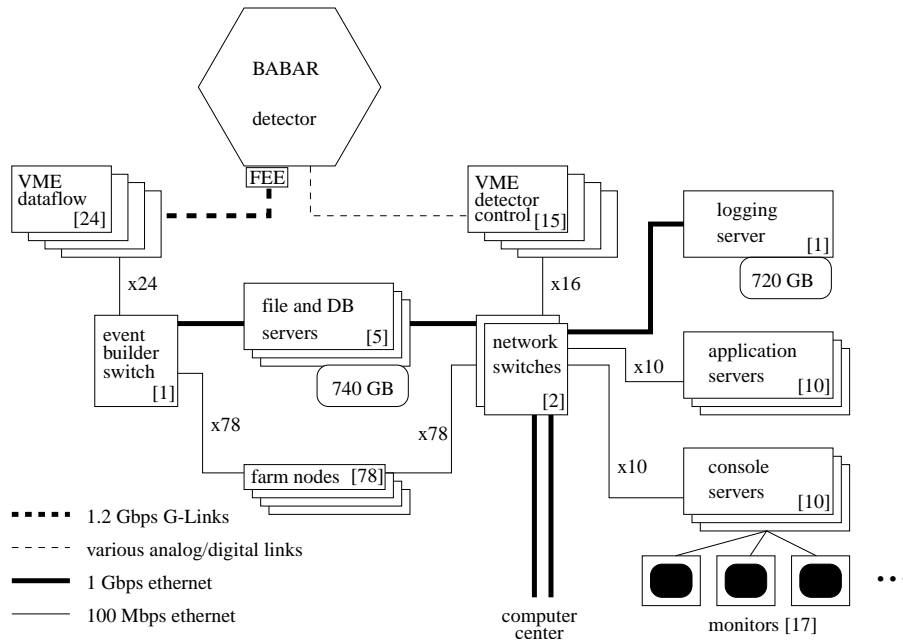 BABAR
detector
FEE
VME
dataflow
[24]
VME
detector
control
[15]
logging
server
[1]
720 GB
x24
x16
file and DB
servers
[5]
740 GB
event
builder
switch
[1]
network
switches
[2]
application
servers
[10]
x10
x78
x78
x10
farm nodes [78]
console
servers
[10]
1.2 Gbps G-Links
various analog/digital links
1 Gbps ethernet
100 Mbps ethernet
computer
center
monitors [17]
...